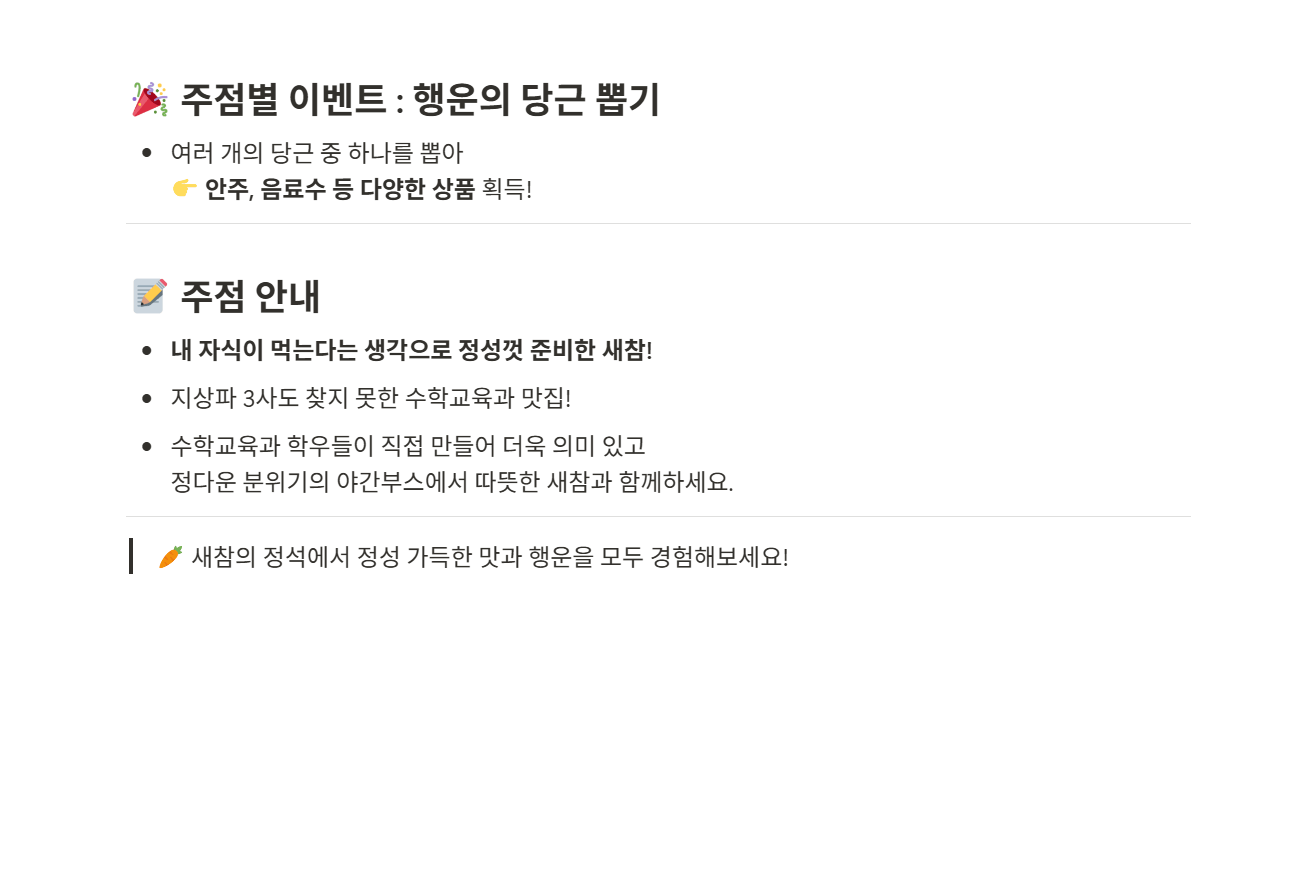 🎉 주점별 이벤트 : 행운의 당근 뽑기
• 여러 개의 당근 중 하나를 뽑아
👉 안주, 음료수 등 다양한 상품 획득!
📝 주점 안내
• 내 자식이 먹는다는 생각으로 정성껏 준비한 새참!
• 지상파 3사도 찾지 못한 수학교육과 맛집!
• 수학교육과 학우들이 직접 만들어 더욱 의미 있고
정다운 분위기의 야간부스에서 따뜻한 새참과 함께하세요.
🥕 새참의 정석에서 정성 가득한 맛과 행운을 모두 경험해보세요!